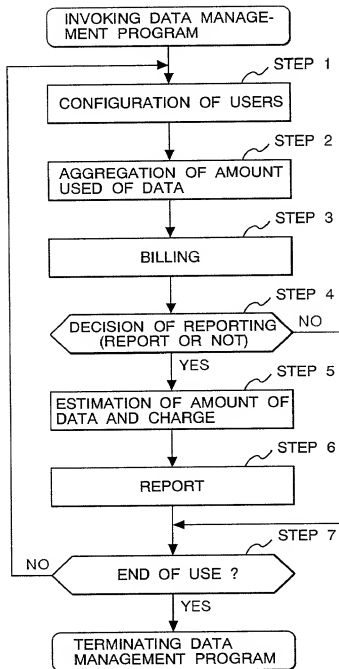 INVOKING DATA MANAGE-
MENT PROGRAM
STEP 1
CONFIGURATION OF USERS
STEP 2
AGGREGATION OF AMOUNT
USED OF DATA
STEP 3
BILLING
STEP 4
DECISION OF REPORTING
(REPORT OR NOT)
NO
YES
STEP 5
ESTIMATION OF AMOUNT OF
DATA AND CHARGE
STEP 6
REPORT
STEP 7
NO
END OF USE ?
YES
TERMINATING DATA
MANAGEMENT PROGRAM